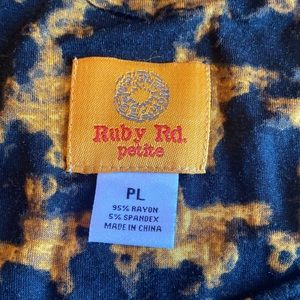 Ruby Rd.
petite
PL
95% RAYON
5% SPANDEX
MADE IN CHINA